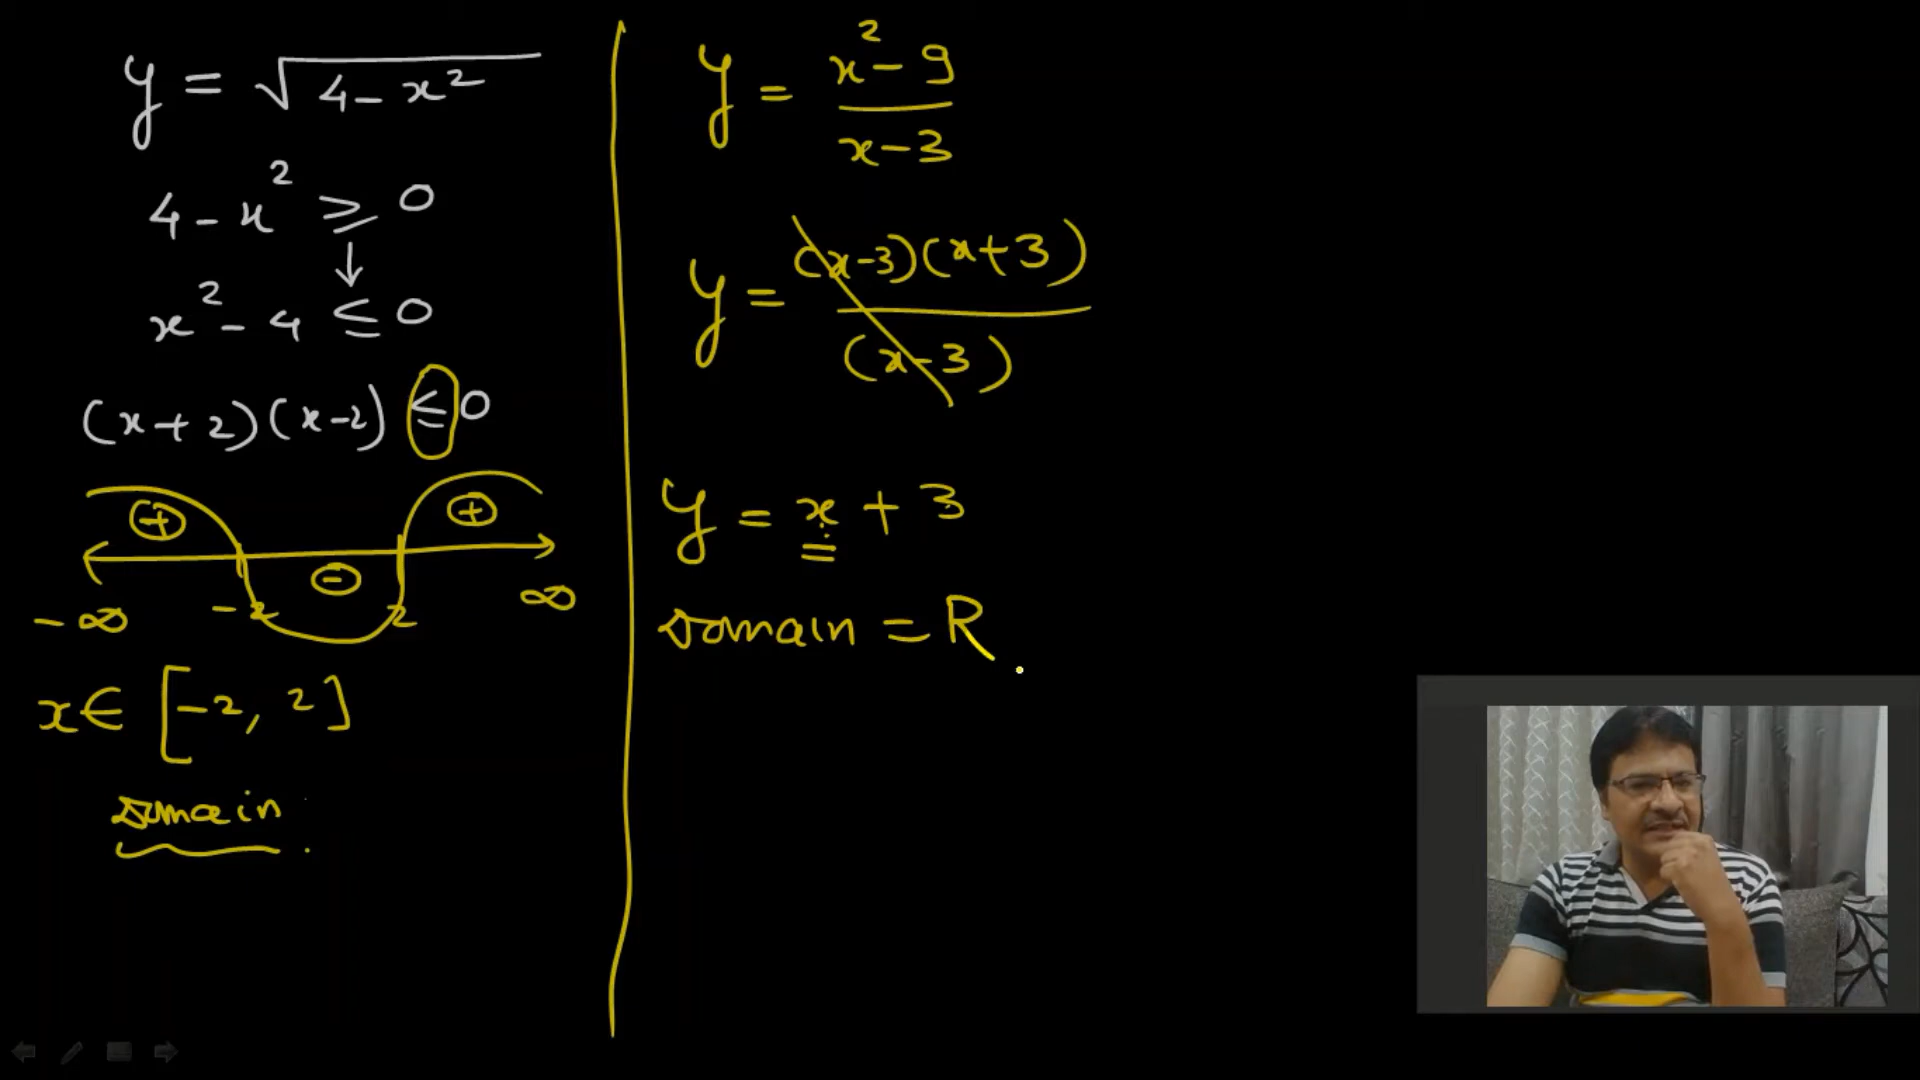 y = √4-x²
4-x² ≥ 0
↓
x²-4 ≤ 0
(x+2)(x-2) ≤ 0
+ - +
-∞ -2 2 ∞
x∈ [-2, 2]
Domain.
y = x²-9 / x-3
y = (x-3)(x+3) / (x-3)
y = x + 3
Domain = R